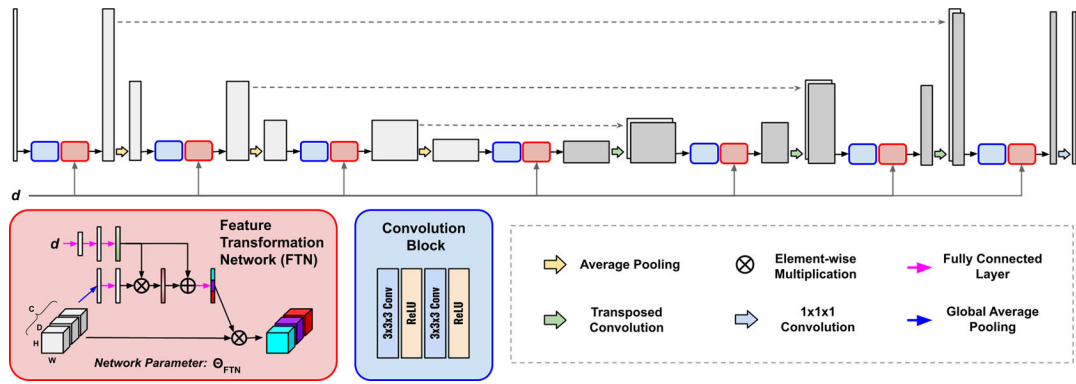 d
Feature
Transformation
Network (FTN)
d
C
D
H
W
Network Parameter: Θ_FTN
Convolution
Block
3x3x3 Conv
ReLU
3x3x3 Conv
ReLU
Average Pooling
Element-wise
Multiplication
Fully Connected
Layer
Transposed
Convolution
1x1x1
Convolution
Global Average
Pooling